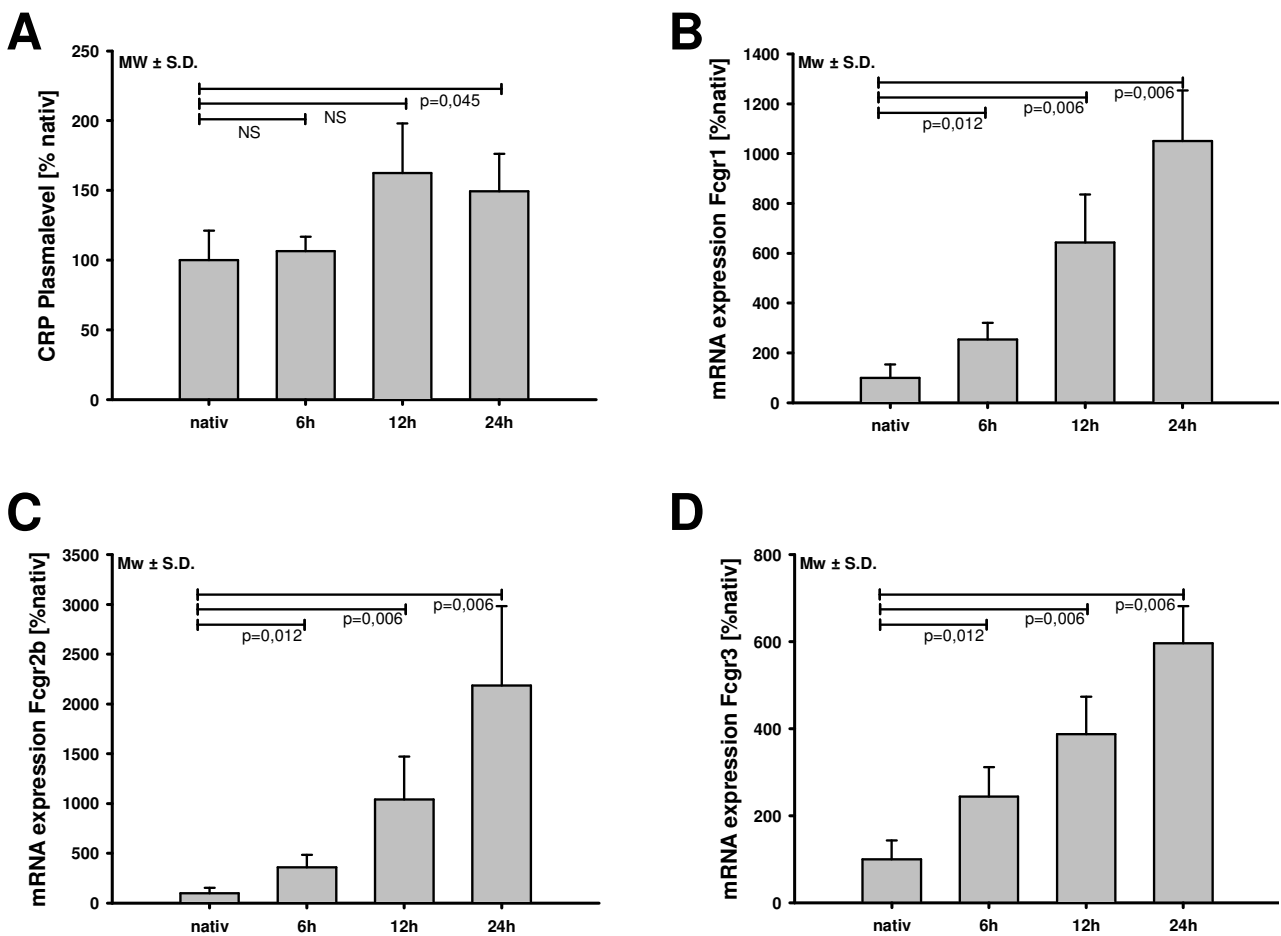 A
CRP Plasmalevel [% nativ]
250
200
150
100
50
0
MW ± S.D.
p=0,045
NS
NS
nativ 6h 12h 24h
B
mRNA expression Fcgr1 [%nativ]
1400
1200
1000
800
600
400
200
0
Mw ± S.D.
p=0,006
p=0,006
p=0,012
nativ 6h 12h 24h
C
mRNA expression Fcgr2b [%nativ]
3500
3000
2500
2000
1500
1000
500
0
Mw ± S.D.
p=0,006
p=0,006
p=0,012
nativ 6h 12h 24h
D
mRNA expression Fcgr3 [%nativ]
800
600
400
200
0
Mw ± S.D.
p=0,006
p=0,006
p=0,012
nativ 6h 12h 24h